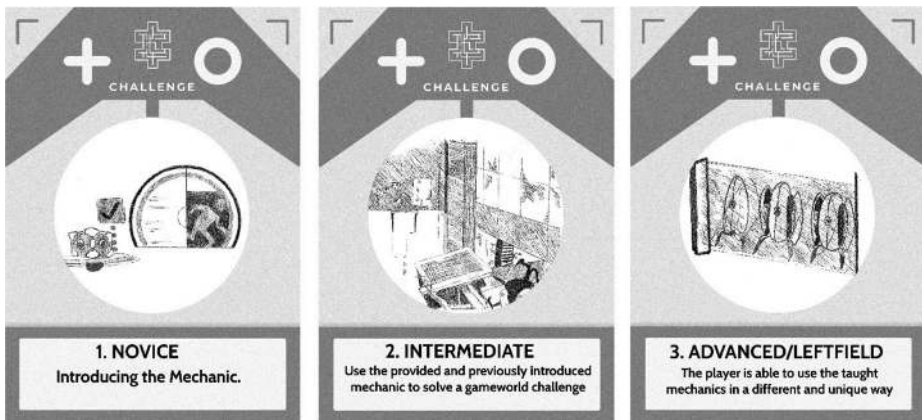 CHALLENGE
1. NOVICE
Introducing the Mechanic.
CHALLENGE
2. INTERMEDIATE
Use the provided and previously introduced
mechanic to solve a gameworld challenge
CHALLENGE
3. ADVANCED/LEFTFIELD
The player is able to use the taught
mechanics in a different and unique way